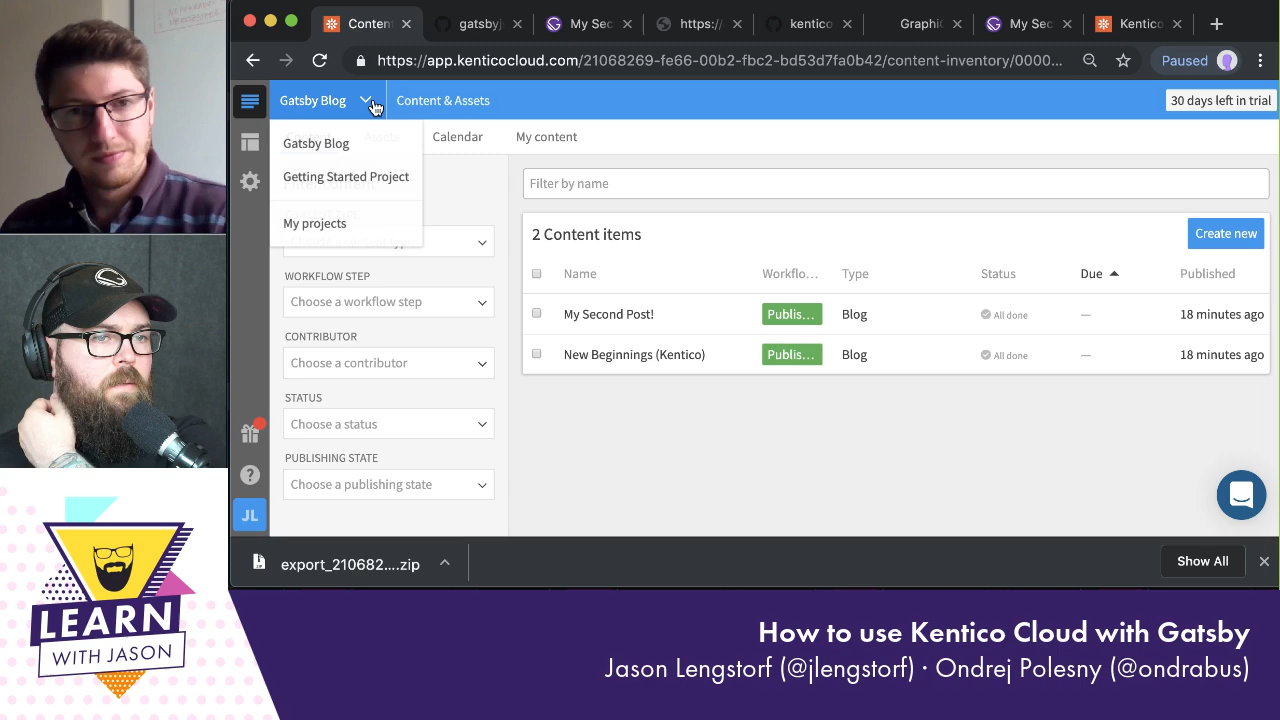 Content
gatsbyj
My Sec
https://
kentico
Graphi
My Sec
Kentico
https://app.kenticocloud.com/21068269-fe66-00b2-fbc2-bd53d7fa0b42/content-inventory/0000...
Paused
Gatsby Blog
Content & Assets
30 days left in trial
Content
Assets
Calendar
My content
Gatsby Blog
Getting Started Project
My projects
WORKFLOW STEP
Choose a workflow step
CONTRIBUTOR
Choose a contributor
STATUS
Choose a status
PUBLISHING STATE
Choose a publishing state
Filter by name
2 Content items
Create new
Name Workflo... Type Status Due Published
My Second Post! Publis... Blog All done — 18 minutes ago
New Beginnings (Kentico) Publis... Blog All done — 18 minutes ago
JL
export_210682....zip
Show All
LEARN
WITH JASON
How to use Kentico Cloud with Gatsby
Jason Lengstorf (@jlengstorf) · Ondrej Polesny (@ondrabus)